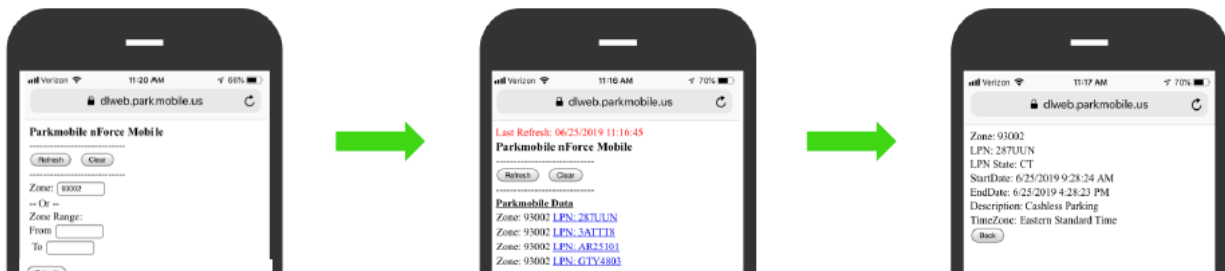 Verizon 11:20 AM 66%
dlweb.parkmobile.us
Parkmobile nForce Mobile
----------------------------
Refresh Clear
----------------------------
Zone: 93002
-- Or --
Zone Range:
From
To
Verizon 11:16 AM 70%
dlweb.parkmobile.us
Last Refresh: 06/25/2019 11:16:45
Parkmobile nForce Mobile
----------------------------
Refresh Clear
----------------------------
Parkmobile Data
Zone: 93002 LPN: 287UUN
Zone: 93002 LPN: 3ATTT8
Zone: 93002 LPN: AR25101
Zone: 93002 LPN: GTY4803
Verizon 11:17 AM 70%
dlweb.parkmobile.us
Zone: 93002
LPN: 287UUN
LPN State: CT
StartDate: 6/25/2019 9:28:24 AM
EndDate: 6/25/2019 4:28:23 PM
Description: Cashless Parking
TimeZone: Eastern Standard Time
Back